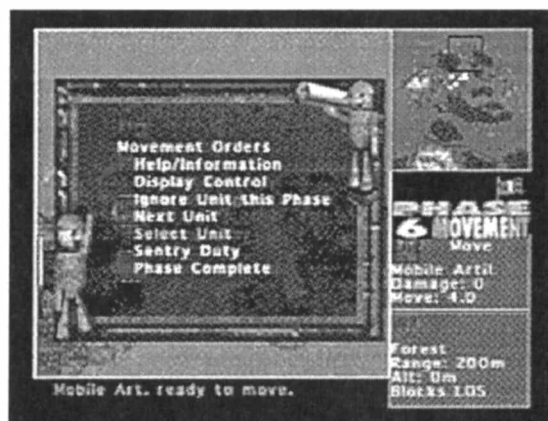 Movement Orders
Help/Information
Display Control
Ignore Unit this Phase
Next Unit
Select Unit
Sentry Duty
Phase Complete
PHASE
6 MOVEMENT
Move
Mobile Artil
Damage: 0
Move: 4.0
Forest
Range: 200m
Alt: 0m
Blocks LOS
Mobile Art. ready to move.